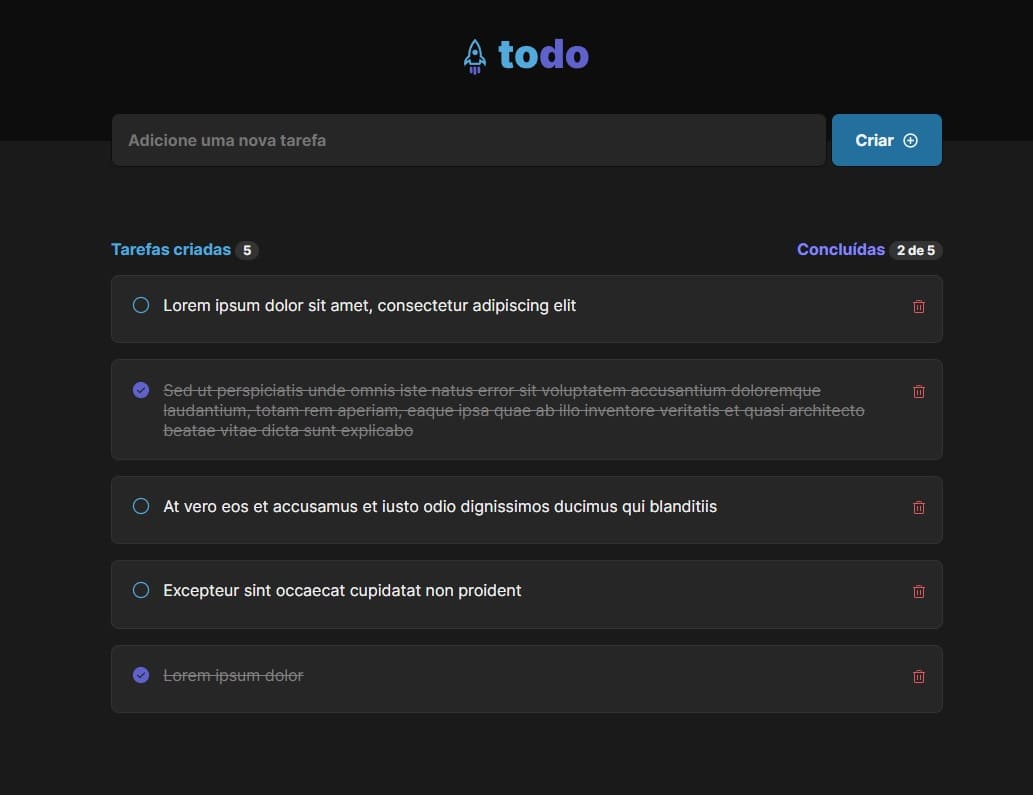 todo
Adicione uma nova tarefa
Criar
Tarefas criadas 5
Concluídas 2 de 5
Lorem ipsum dolor sit amet, consectetur adipiscing elit
Sed ut perspiciatis unde omnis iste natus error sit voluptatem accusantium doloremque
laudantium, totam rem aperiam, eaque ipsa quae ab illo inventore veritatis et quasi architecto
beatae vitae dicta sunt explicabo
At vero eos et accusamus et iusto odio dignissimos ducimus qui blanditiis
Excepteur sint occaecat cupidatat non proident
Lorem ipsum dolor